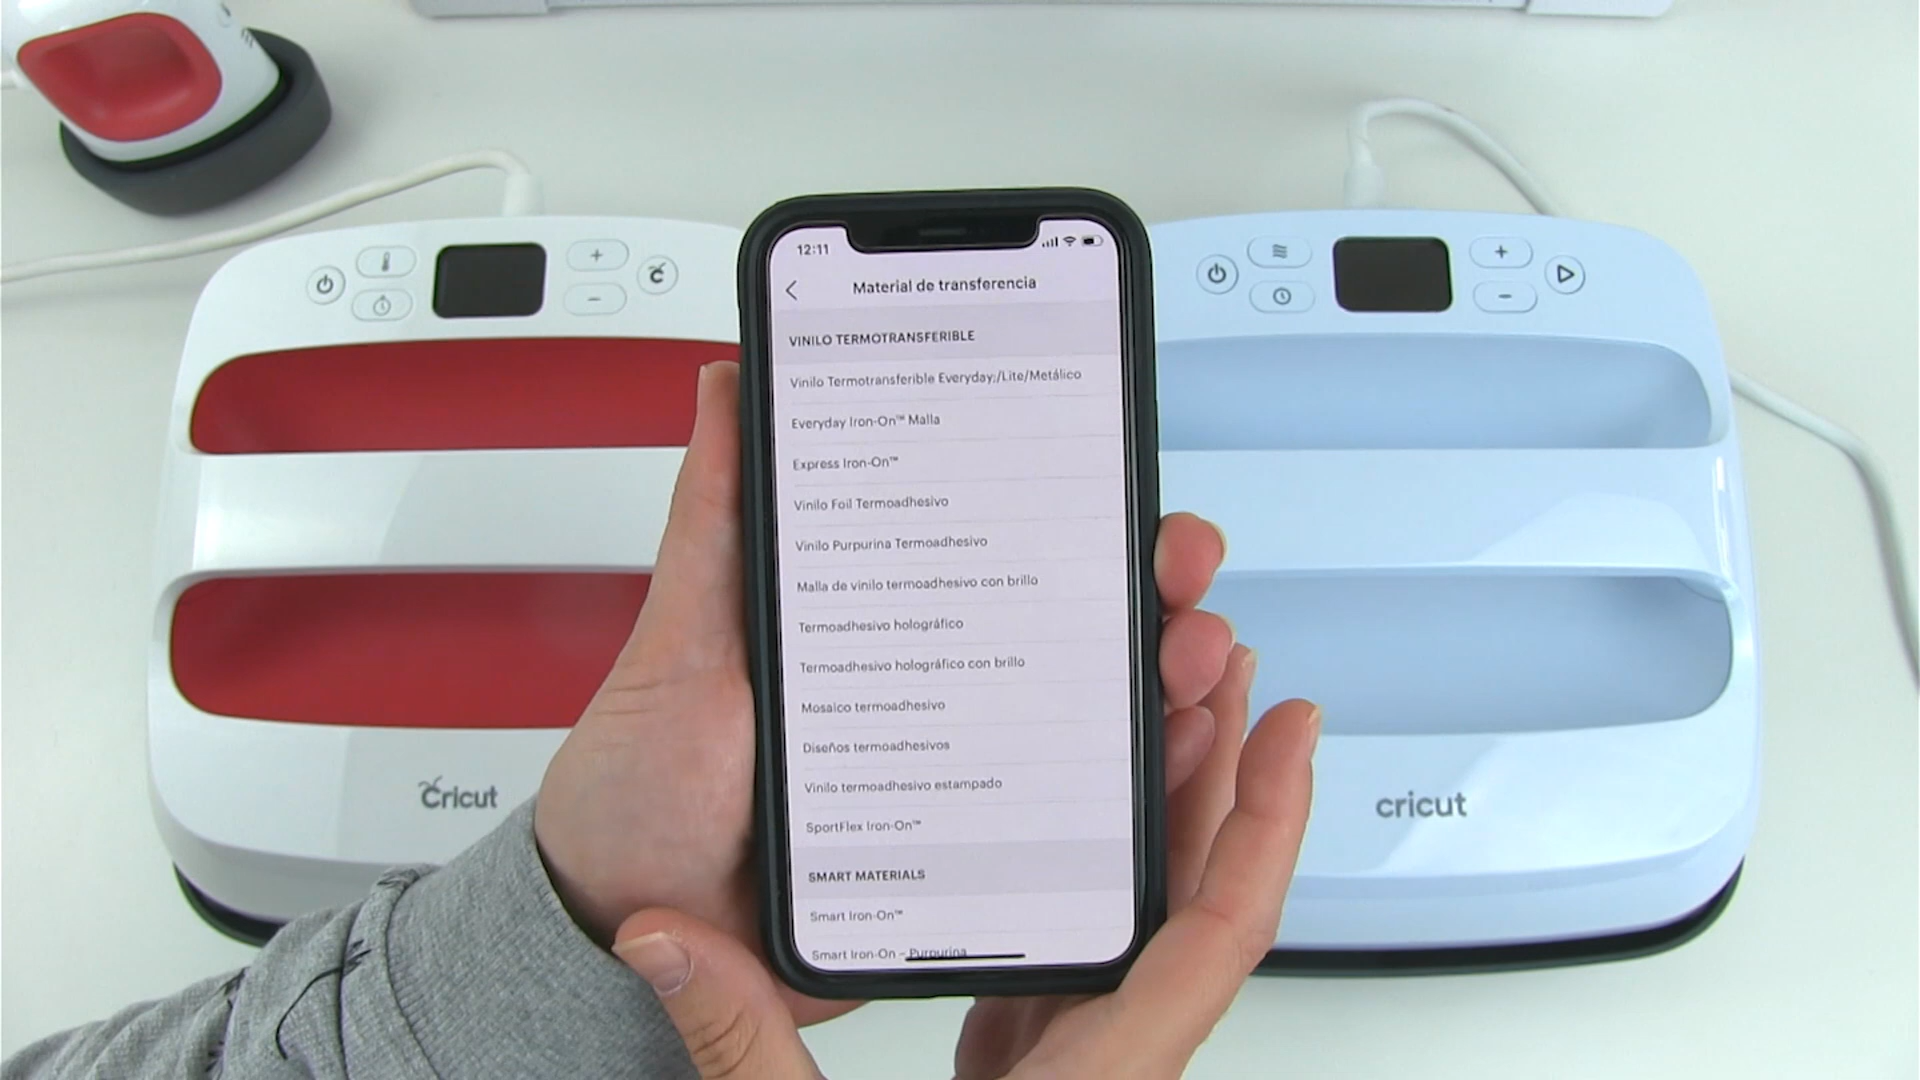 12:11
Material de transferencia
VINILO TERMOTRANSFERIBLE
Vinilo Termotransferible Everyday;/Lite/Metálico
Everyday Iron-On™ Malla
Express Iron-On™
Vinilo Foil Termoadhesivo
Vinilo Purpurina Termoadhesivo
Malla de vinilo termoadhesivo con brillo
Termoadhesivo holográfico
Termoadhesivo holográfico con brillo
Mosaico termoadhesivo
Diseños termoadhesivos
Vinilo termoadhesivo estampado
SportFlex Iron-On™
SMART MATERIALS
Smart Iron-On™
Smart Iron-On – Purpurina
Cricut
cricut